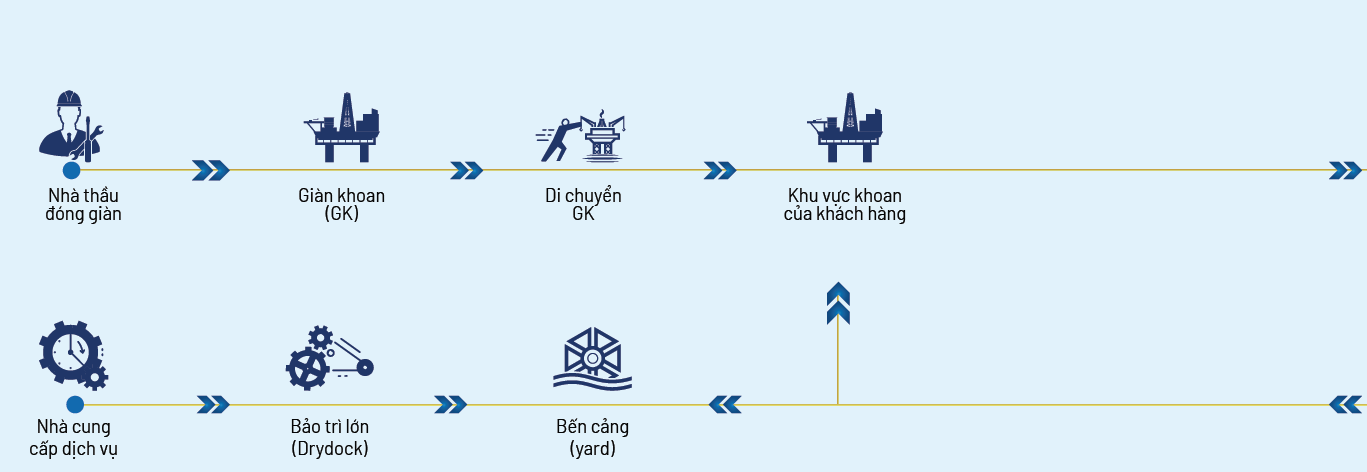 Nhà thầu
đóng giàn
Giàn khoan
(GK)
Di chuyển
GK
Khu vực khoan
của khách hàng
Nhà cung
cấp dịch vụ
Bảo trì lớn
(Drydock)
Bến cảng
(yard)